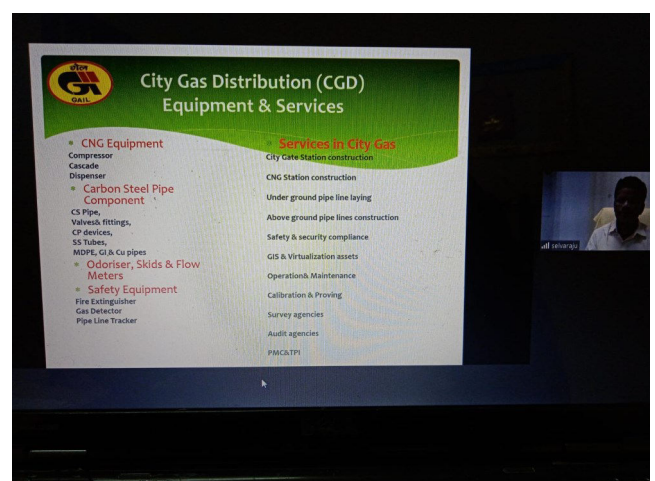 गेल
GAIL
City Gas Distribution (CGD)
Equipment & Services
CNG Equipment
Compressor
Cascade
Dispenser
Carbon Steel Pipe
Component
CS Pipe,
Valves& fittings,
CP devices,
SS Tubes,
MDPE, GI,& Cu pipes
Odoriser, Skids & Flow
Meters
Safety Equipment
Fire Extinguisher
Gas Detector
Pipe Line Tracker
Services in City Gas
City Gate Station construction
CNG Station construction
Under ground pipe line laying
Above ground pipe lines construction
Safety & security compliance
GIS & Virtualization assets
Operation& Maintenance
Calibration & Proving
Survey agencies
Audit agencies
PMC&TPI
selvaraju